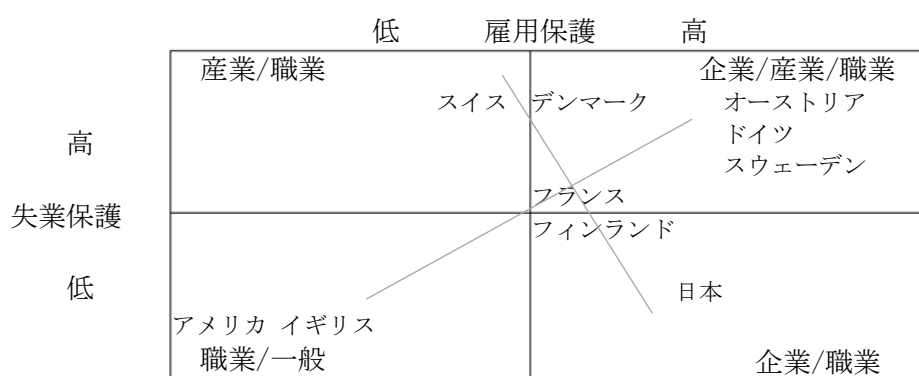 低 雇用保護 高
産業/職業 企業/産業/職業
スイス デンマーク オーストリア
高 ドイツ
スウェーデン
フランス
失業保護
フィンランド
低 日本
アメリカ イギリス
職業/一般 企業/職業